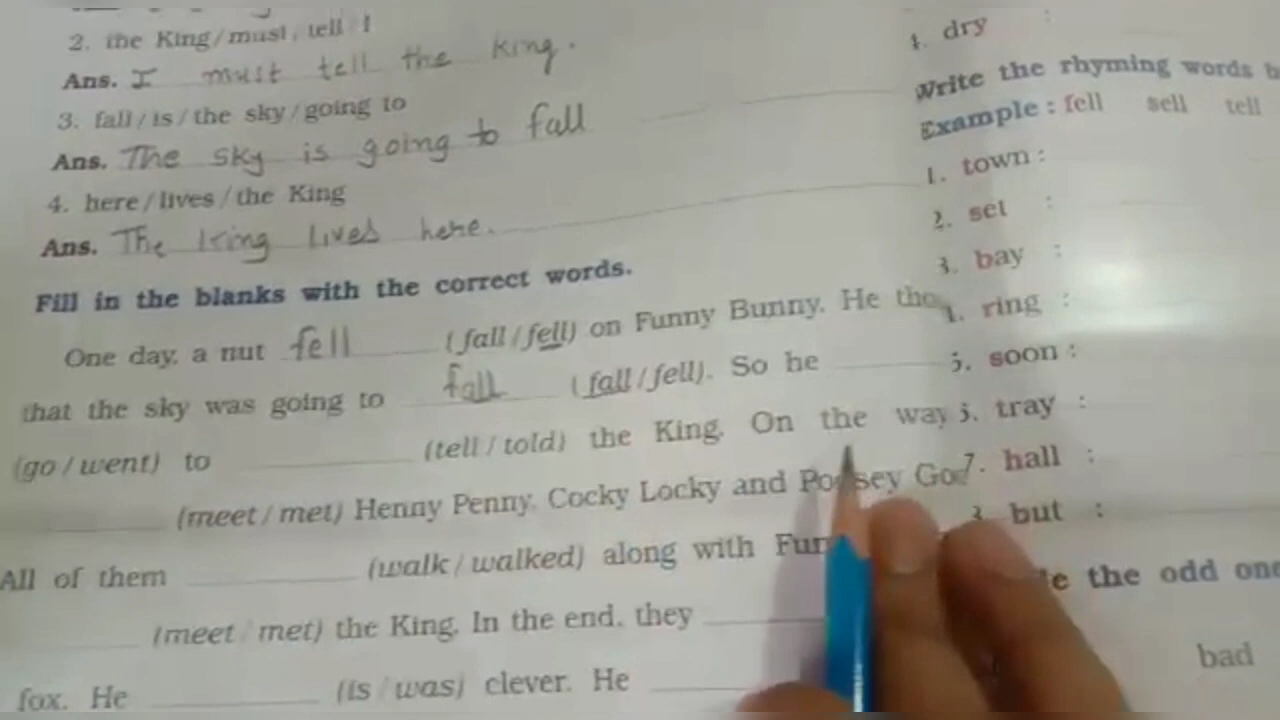 2. the King/must, tell I
Ans. I must tell the King.
3. fall/is/the sky/going to
Ans. The sky is going to fall
4. here/lives/the King
Ans. The King lives here.
Fill in the blanks with the correct words.
One day, a nut fell (fall/fell) on Funny Bunny. He
that the sky was going to fall (fall/fell). So he
(go/went) to (tell/told) the King. On the way
(meet/met) Henny Penny, Cocky Locky and
All of them (walk/walked) along with
(meet/met) the King. In the end, they
fox. He (is/was) clever. He
dry :
Write the rhyming words
Example : fell sell tell
1. town :
2. set :
3. bay :
ring :
5. soon :
tray :
7. hall :
but :
the odd
bad